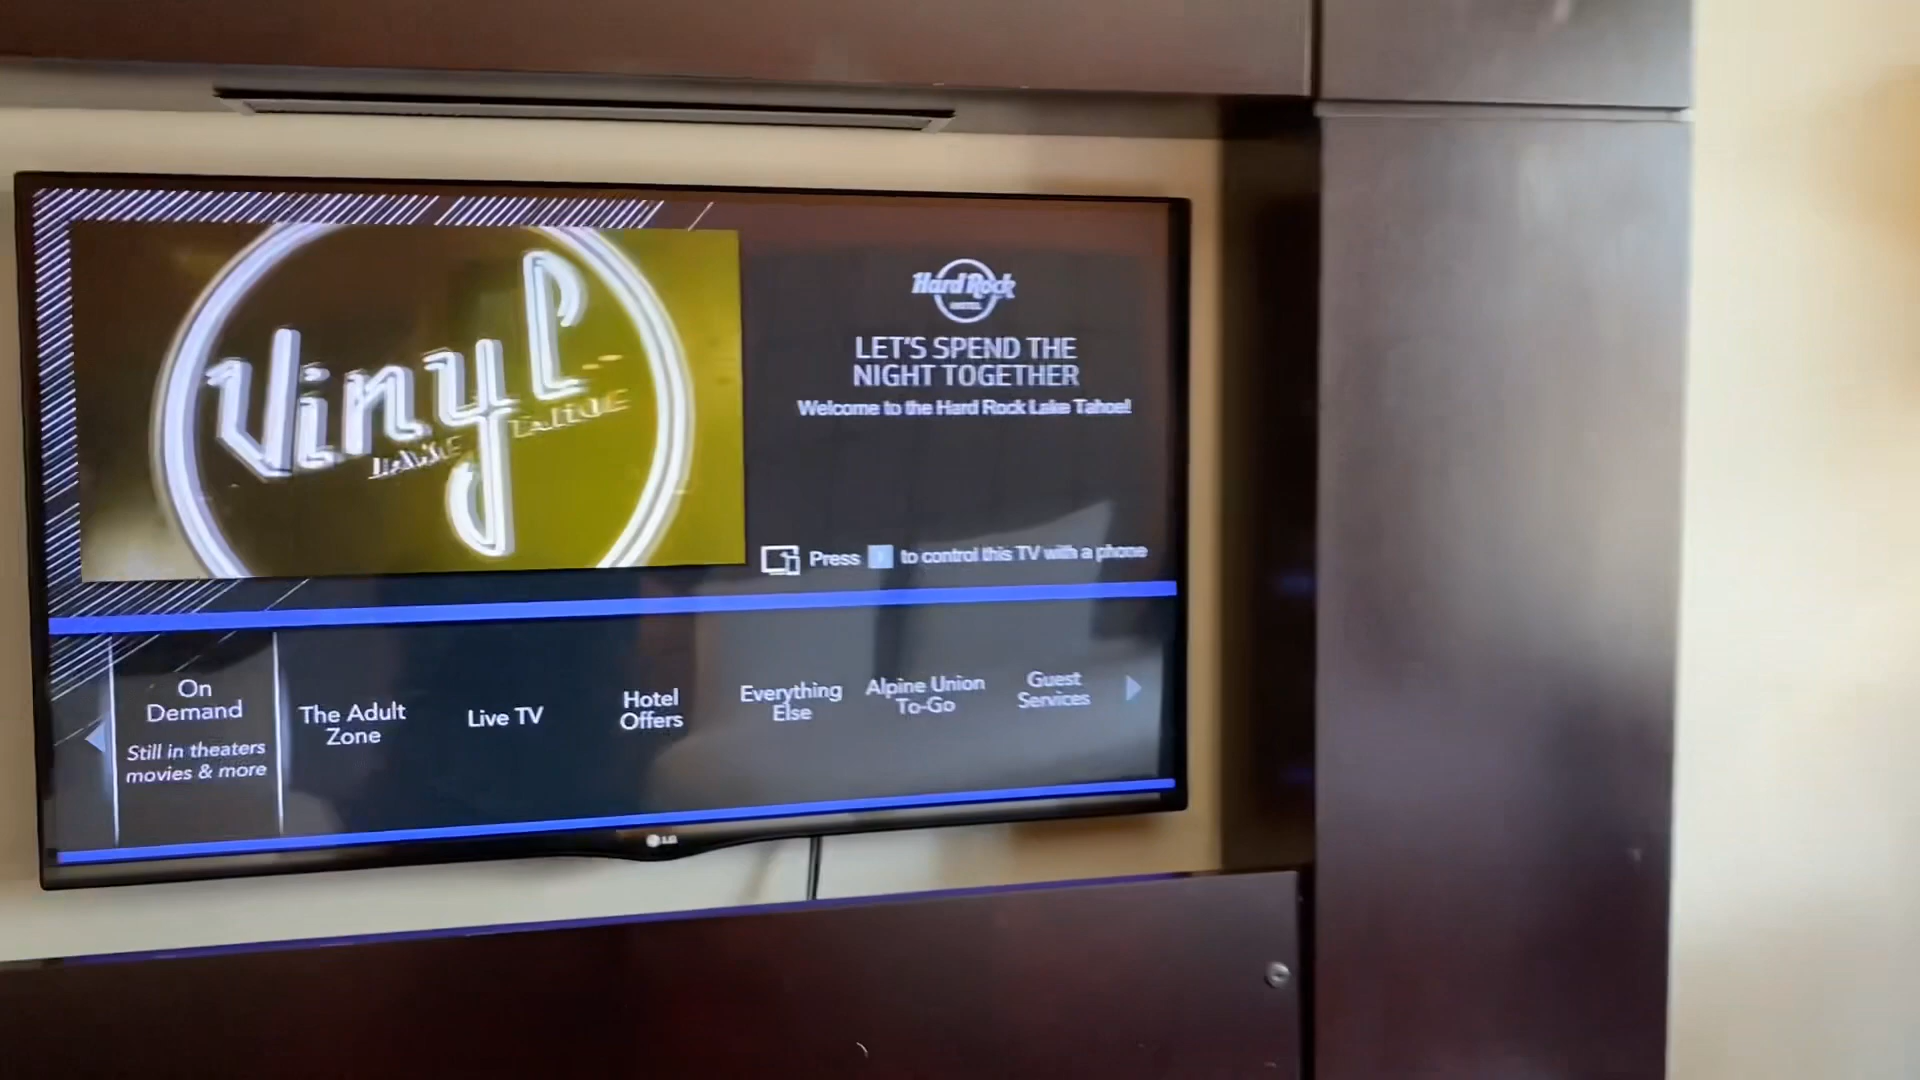 Vinyl
Hard Rock
HOTEL
LET'S SPEND THE
NIGHT TOGETHER
Welcome to the Hard Rock Lake Tahoe!
Press to control this TV with a phone
On
Demand
Still in theaters
movies & more
The Adult
Zone
Live TV
Hotel
Offers
Everything
Else
Alpine Union
To-Go
Guest
Services
LG